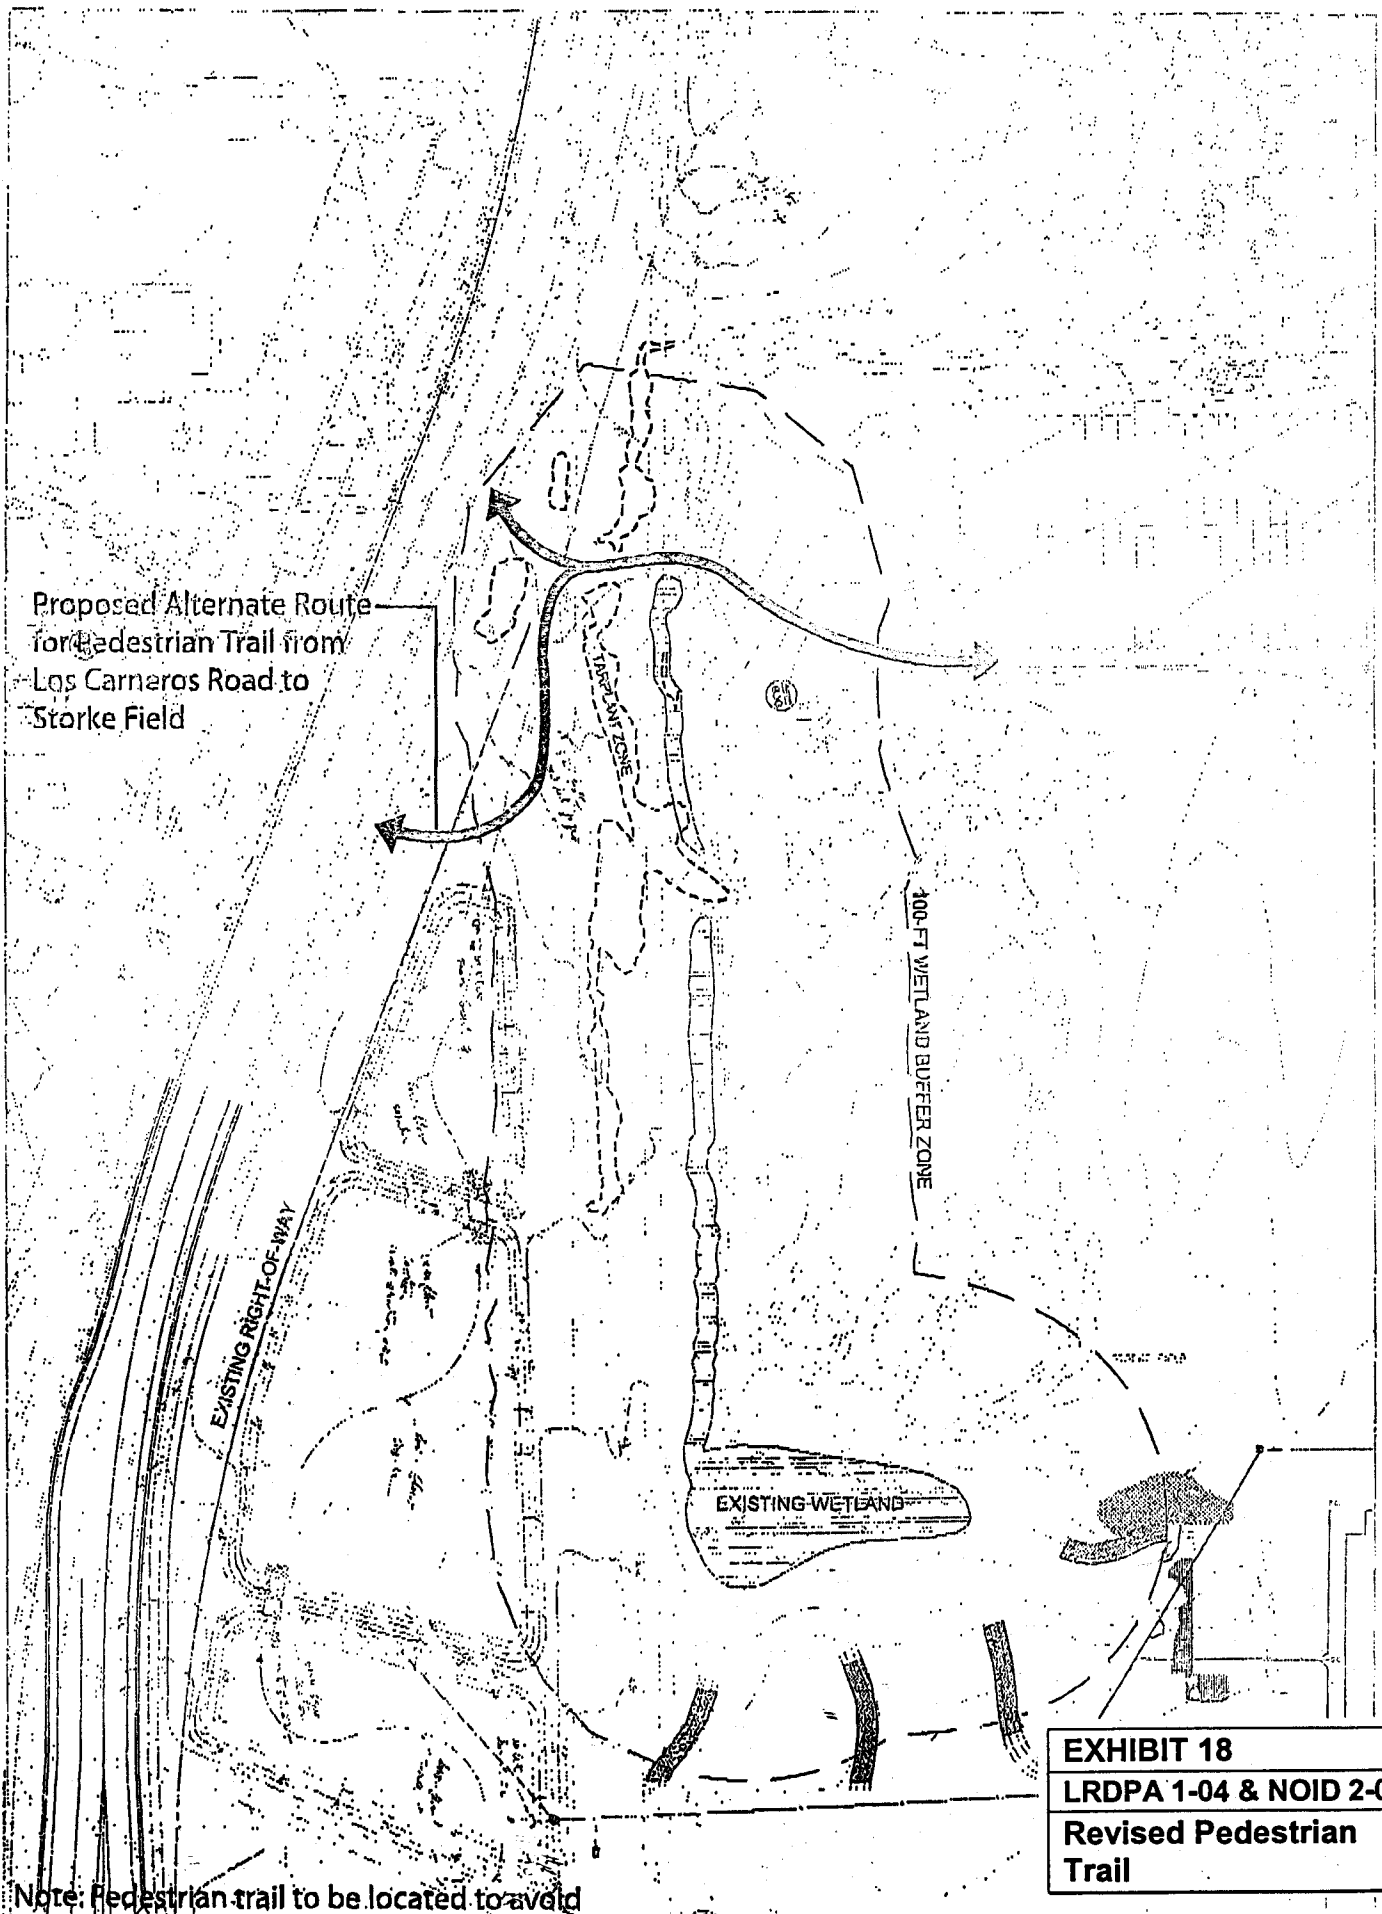 Proposed Alternate Route
for Pedestrian Trail from
Los Carneros Road to
Storke Field
TARPLANT ZONE
100-FT WETLAND BUFFER ZONE
EXISTING RIGHT-OF-WAY
EXISTING WETLAND
EXHIBIT 18
LRDPA 1-04 & NOID 2-0
Revised Pedestrian
Trail
Note: Pedestrian trail to be located to avoid